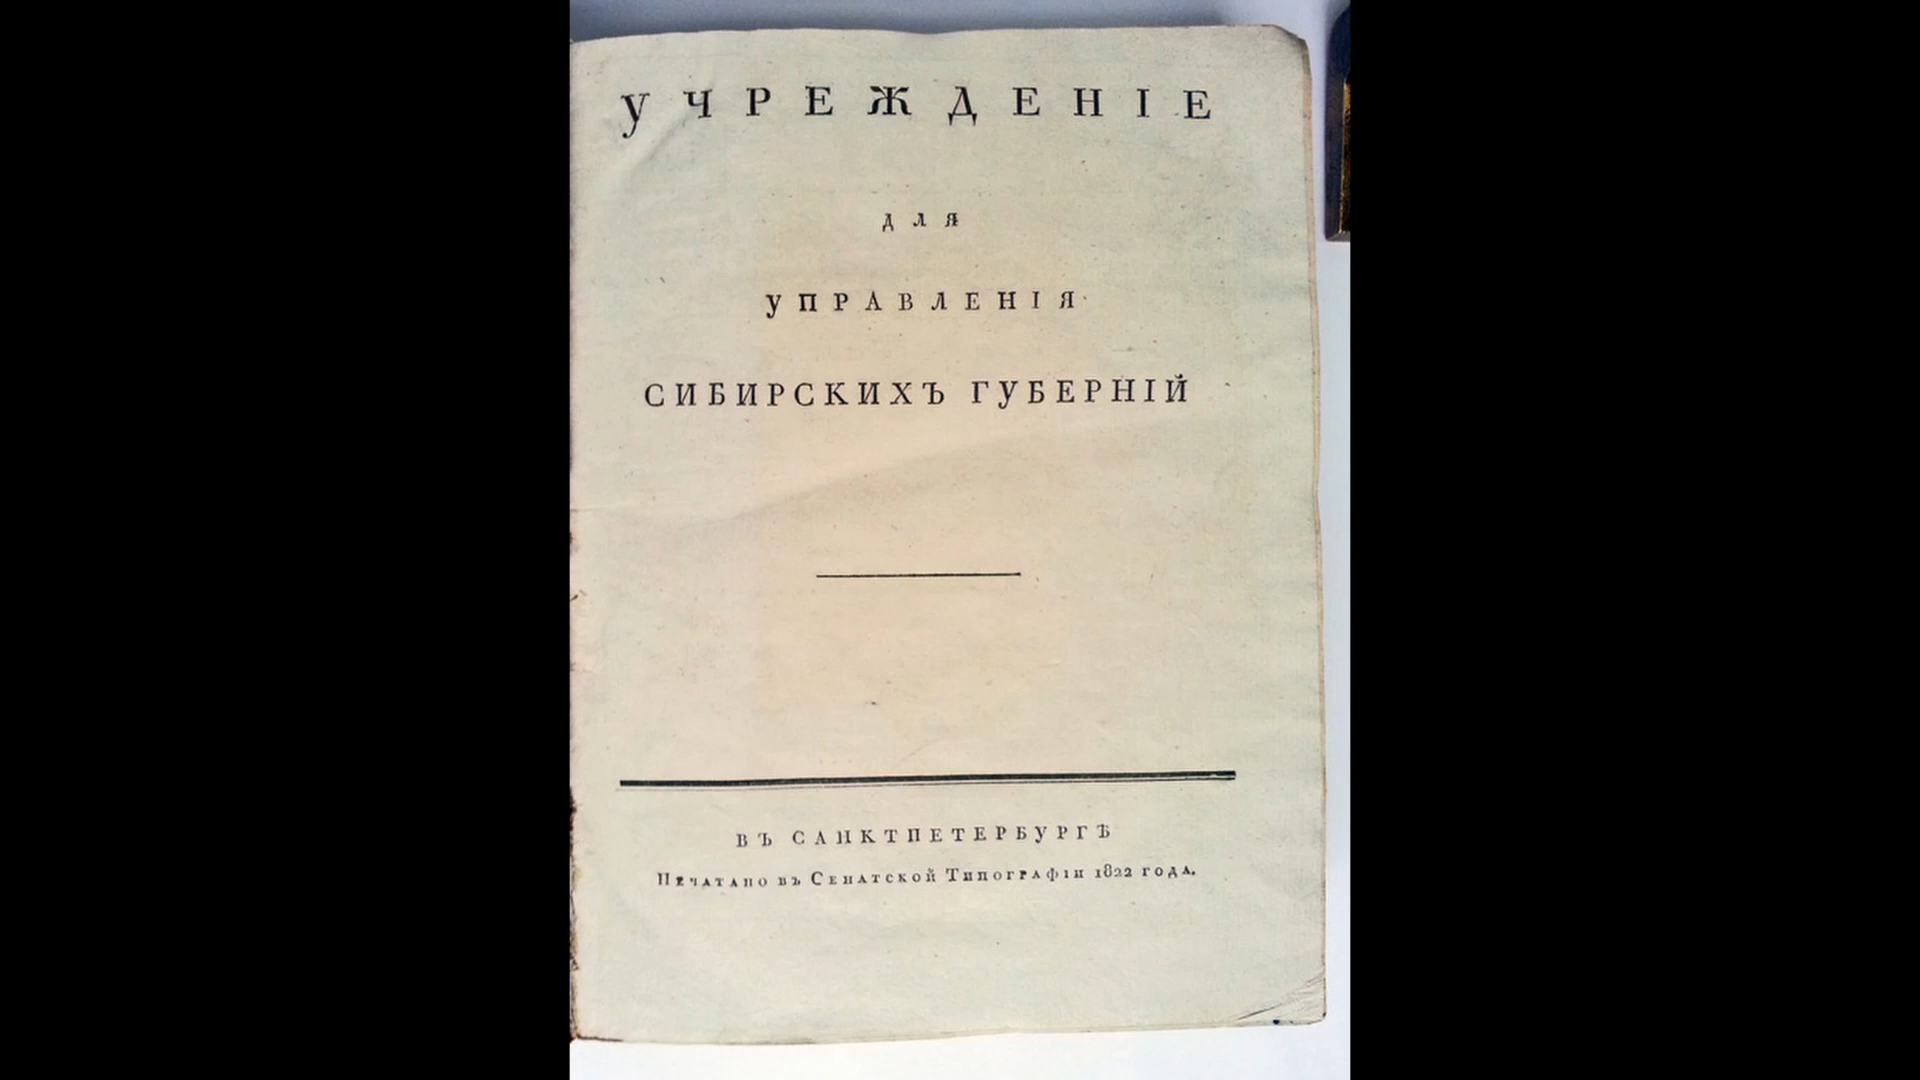 УЧРЕЖДЕНІЕ
для
УПРАВЛЕНІЯ
СИБИРСКИХЪ ГУБЕРНІЙ
ВЪ САНКТПЕТЕРБУРГѢ
Печатано въ Сенатской Типографіи 1822 года.